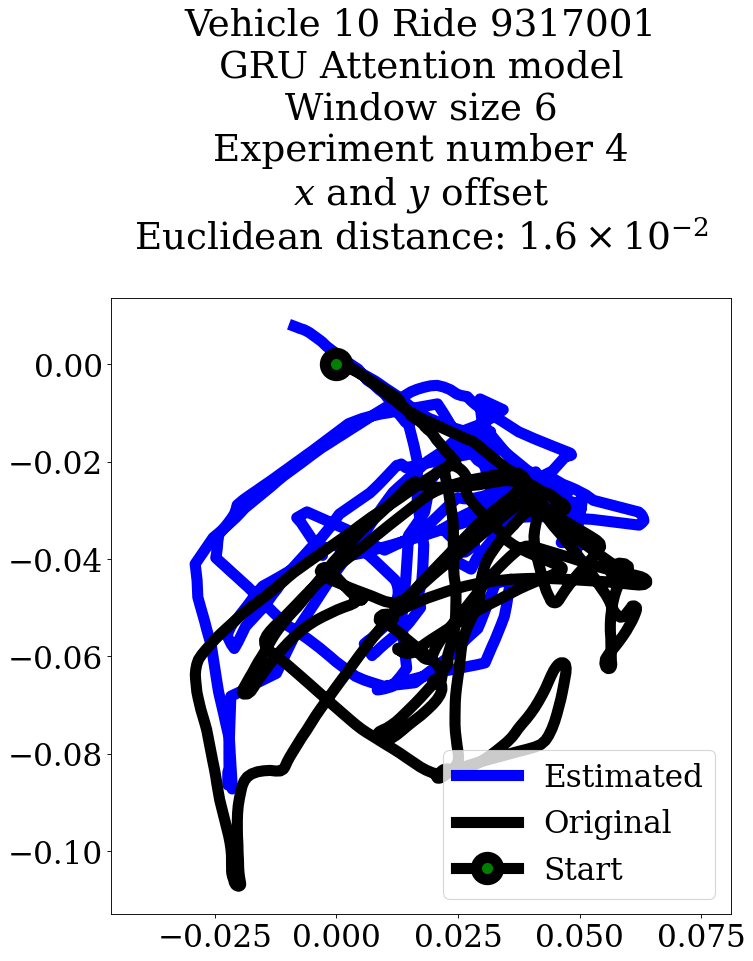 Vehicle 10 Ride 9317001
GRU Attention model
Window size 6
Experiment number 4
x and y offset
Euclidean distance: 1.6 × 10⁻²
0.00
−0.02
−0.04
−0.06
−0.08
−0.10
Estimated
Original
Start
−0.025 0.000 0.025 0.050 0.075